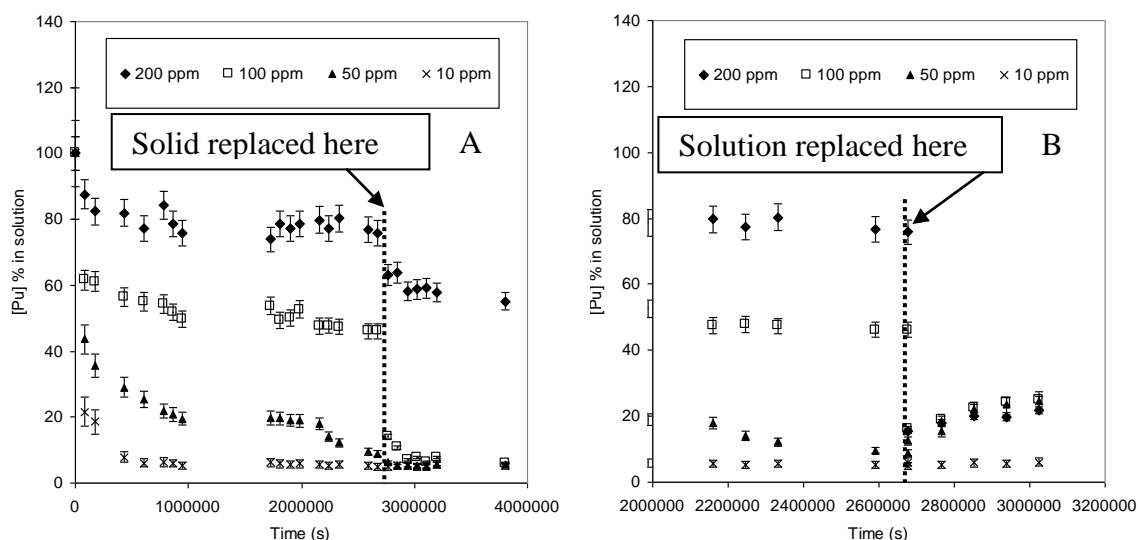 140
120
100
80
60
40
20
0
[Pu] % in solution
200 ppm 100 ppm 50 ppm 10 ppm
Solid replaced here A
0 1000000 2000000 3000000 4000000
Time (s)
140
120
100
80
60
40
20
0
[Pu] % in solution
200 ppm 100 ppm 50 ppm 10 ppm
Solution replaced here B
2000000 2200000 2400000 2600000 2800000 3000000 3200000
Time (s)